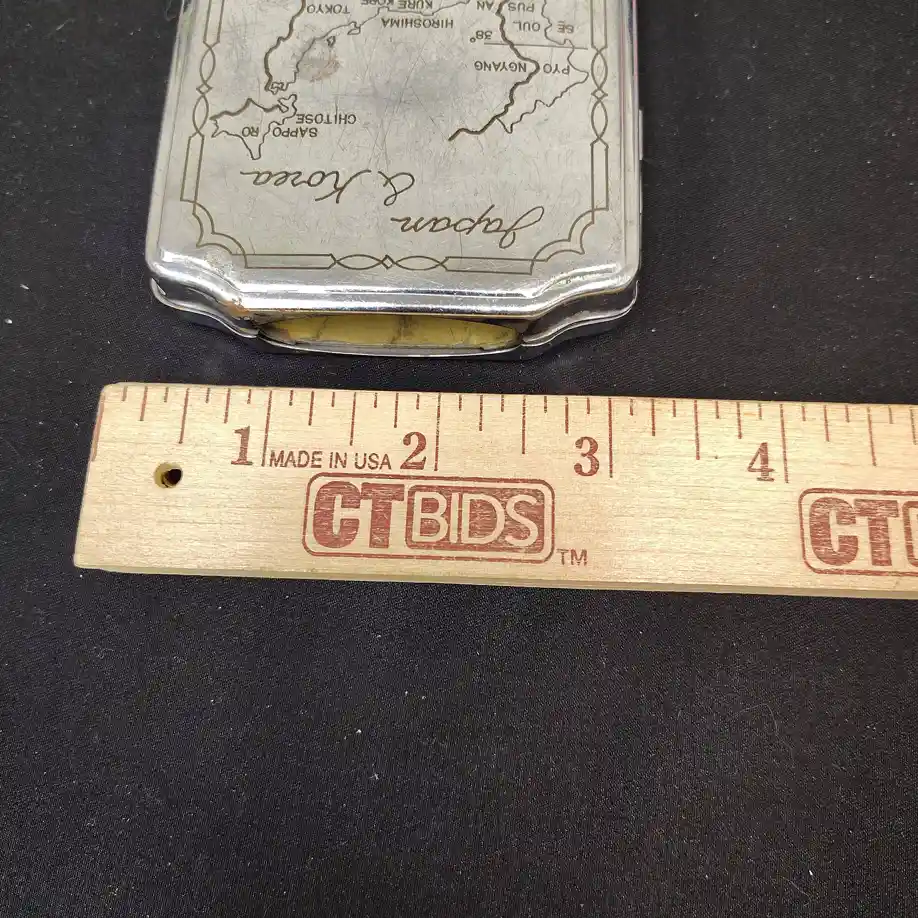 Japan
& Korea
SAPPO RO
CHITOSE
PYO NGYANG
38°
SE OUL
PUS AN
HIROSHIMA
KURE KOBE
TOKYO
1 MADE IN USA 2 3 4
CTBIDS TM
CT